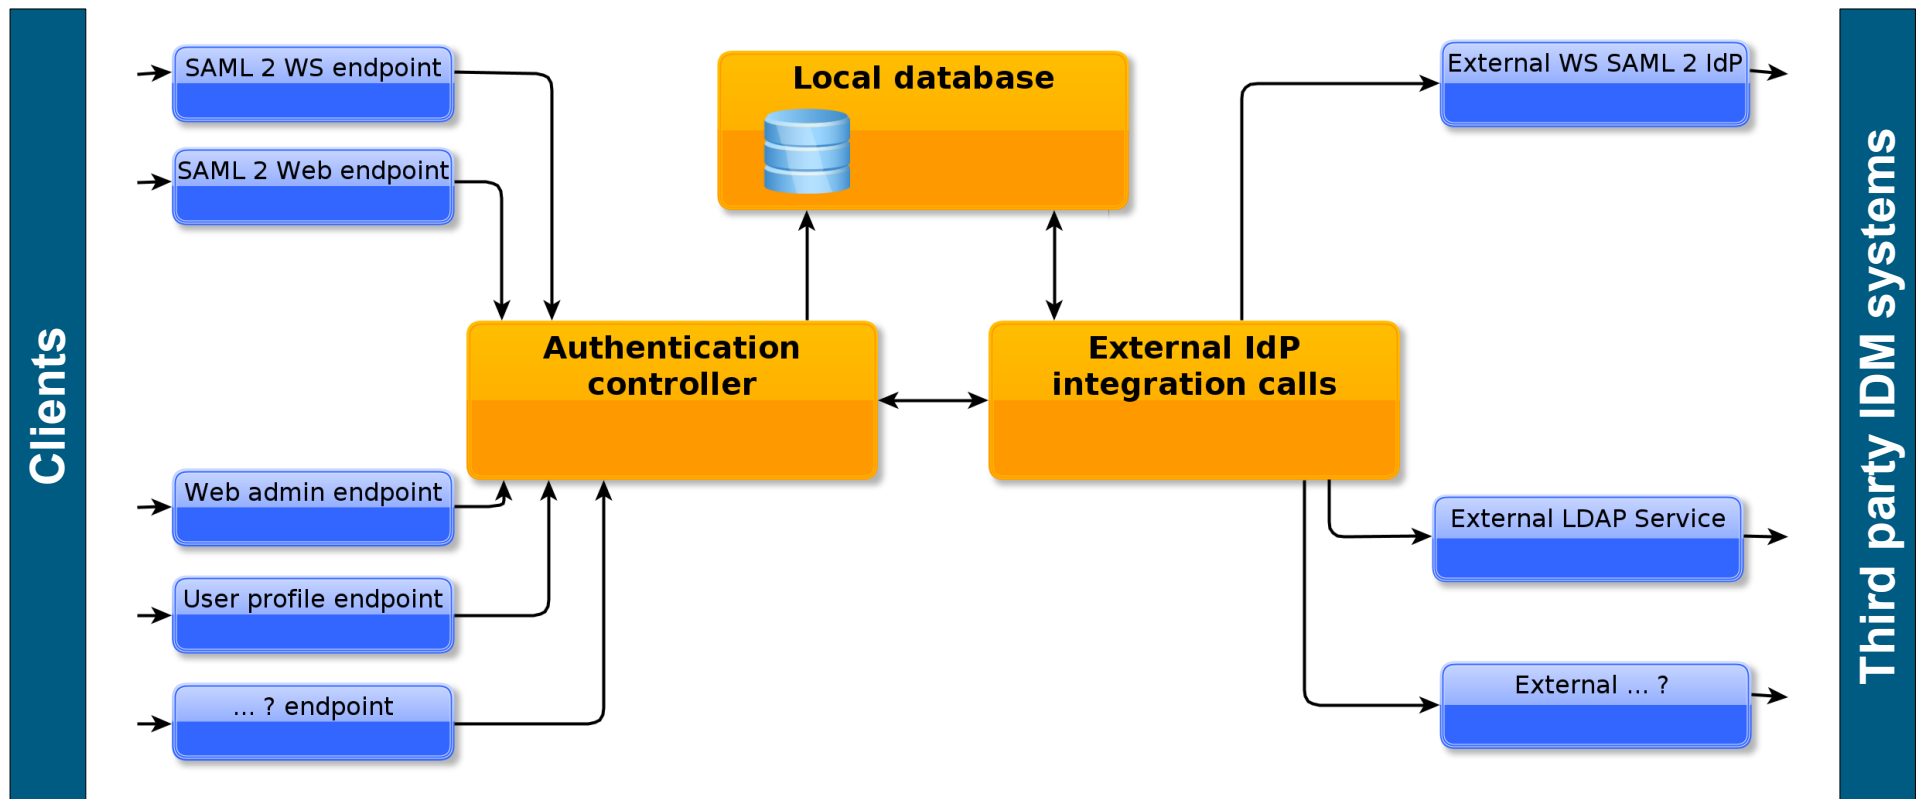 Clients
SAML 2 WS endpoint
SAML 2 Web endpoint
Web admin endpoint
User profile endpoint
... ? endpoint
Local database
Authentication
controller
External IdP
integration calls
External WS SAML 2 IdP
External LDAP Service
External ... ?
Third party IDM systems